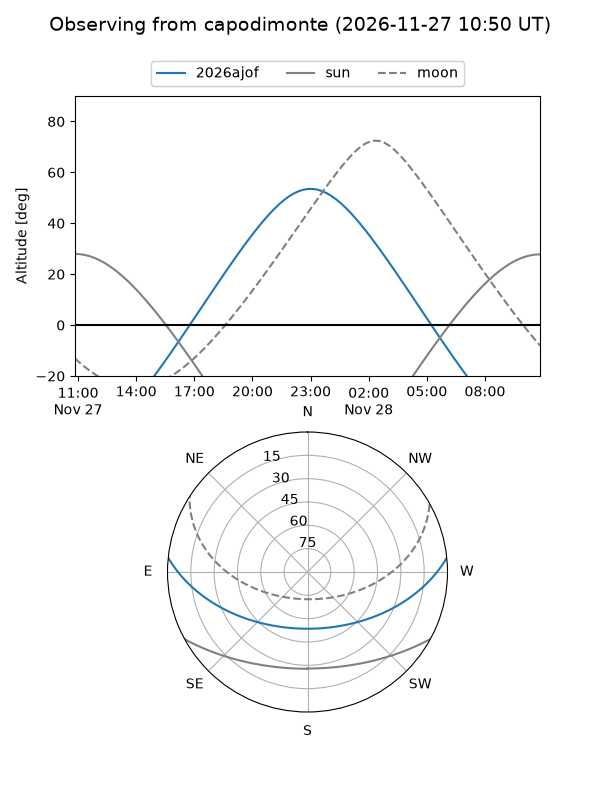 Observing from capodimonte (2026-11-27 10:50 UT)
2026ajof sun moon
Altitude [deg]
80
60
40
20
0
−20
11:00 14:00 17:00 20:00 23:00 02:00 05:00 08:00
Nov 27 Nov 28
N
NE NW
15
30
45
60
75
E W
SE SW
S